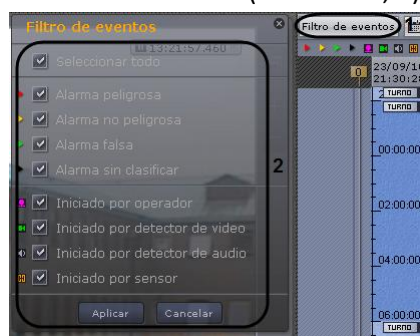 Filtro de eventos
13:21:57.460
Seleccionar todo
Alarma peligrosa
Alarma no peligrosa
Alarma falsa
Alarma sin clasificar
2
Iniciado por operador
Iniciado por detector de video
Iniciado por detector de audio
Iniciado por sensor
Aplicar
Cancelar
Filtro de eventos
1
0
23/09/10
21:30:28
TURNO
TURNO
00:00:00
02:00:00
04:00:00
06:00:00
TURNO